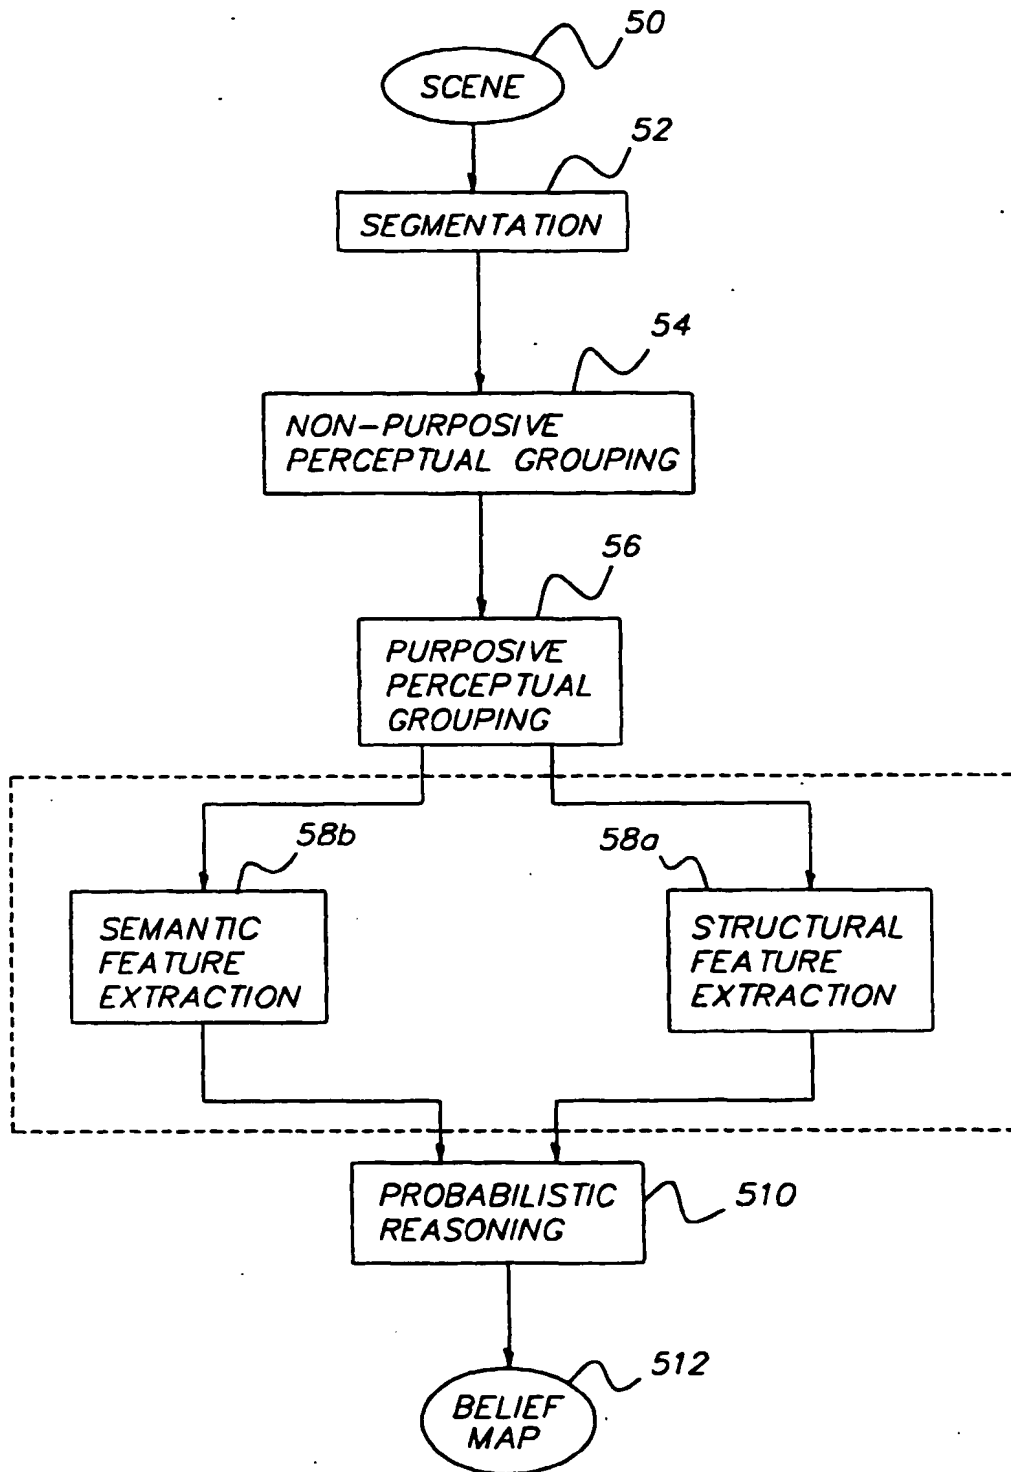 50
SCENE
52
SEGMENTATION
54
NON-PURPOSIVE
PERCEPTUAL GROUPING
56
PURPOSIVE
PERCEPTUAL
GROUPING
58b
58a
SEMANTIC
FEATURE
EXTRACTION
STRUCTURAL
FEATURE
EXTRACTION
PROBABILISTIC
REASONING
510
512
BELIEF
MAP